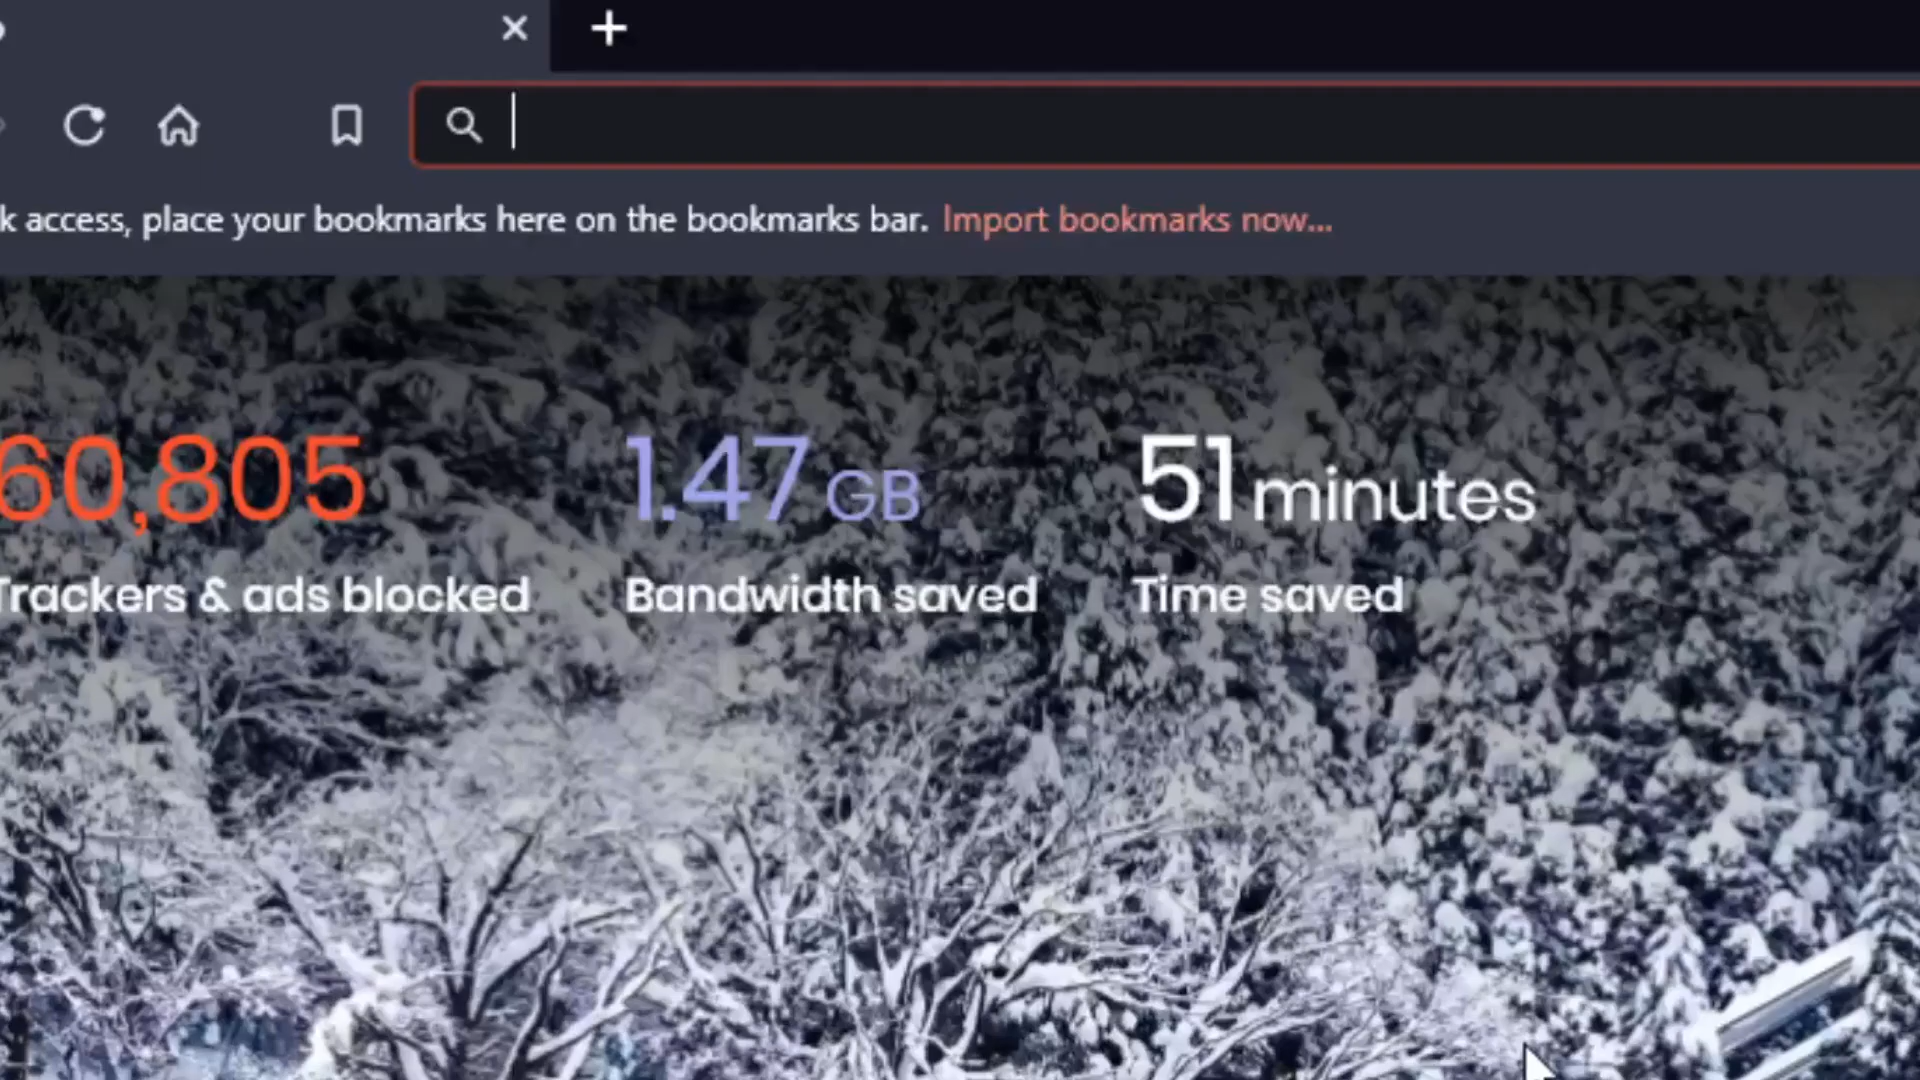 access, place your bookmarks here on the bookmarks bar. Import bookmarks now...
60,805 1.47 GB 51 minutes
Trackers & ads blocked Bandwidth saved Time saved